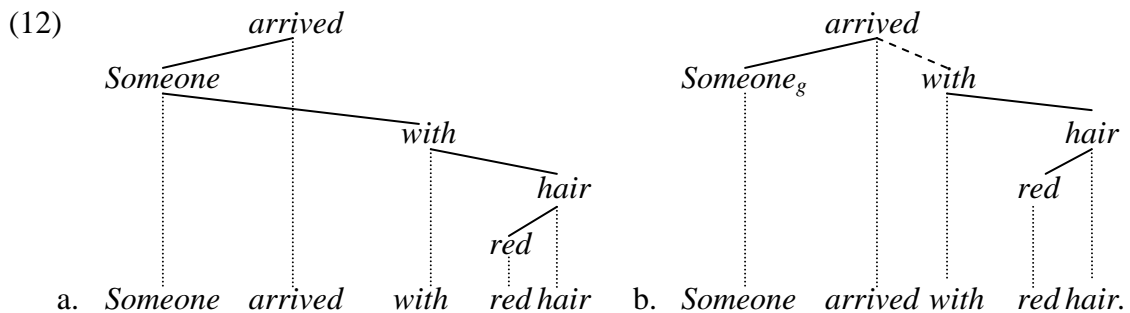 (12) arrived arrived
Someone Someone_g with
with hair
hair red
red
a. Someone arrived with red hair b. Someone arrived with red hair.